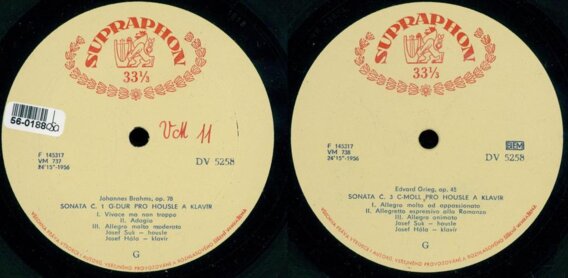 SUPRAPHON
33⅓
56-0188
VM 11
F 145317
VM 737
24'15"-1956
DV 5258
Johannes Brahms, op. 78
SONATA Č. 1 G-DUR PRO HOUSLE A KLAVÍR
I. Vivace ma non troppo
II. Adagio
III. Allegro molto moderato
Josef Suk — housle
Josef Hála — klavír
G
SUPRAPHON
33⅓
F 145317
VM 738
24'15"-1956
DV 5258
Edvard Grieg, op. 45
SONATA Č. 3 C-MOLL PRO HOUSLE A KLAVÍR
I. Allegro molto ed appassionato
II. Allegretto espressivo alla Romanza
III. Allegro animato
Josef Suk — housle
Josef Hála — klavír
G